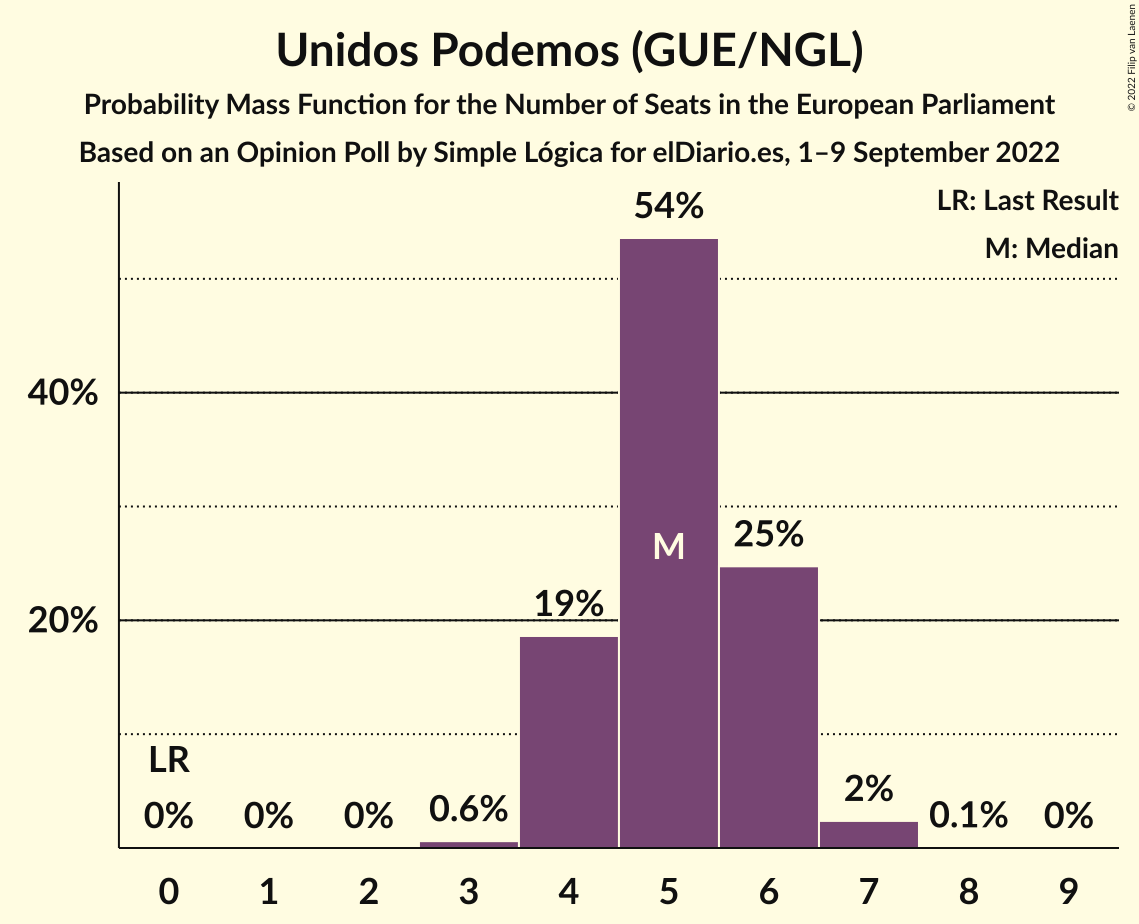 Unidos Podemos (GUE/NGL)
Probability Mass Function for the Number of Seats in the European Parliament
Based on an Opinion Poll by Simple Lógica for elDiario.es, 1–9 September 2022
© 2022 Filip van Laenen
LR: Last Result
M: Median
54%
40%
M
25%
19%
20%
LR
0%
0%
0%
0.6%
2%
0.1%
0%
0 1 2 3 4 5 6 7 8 9